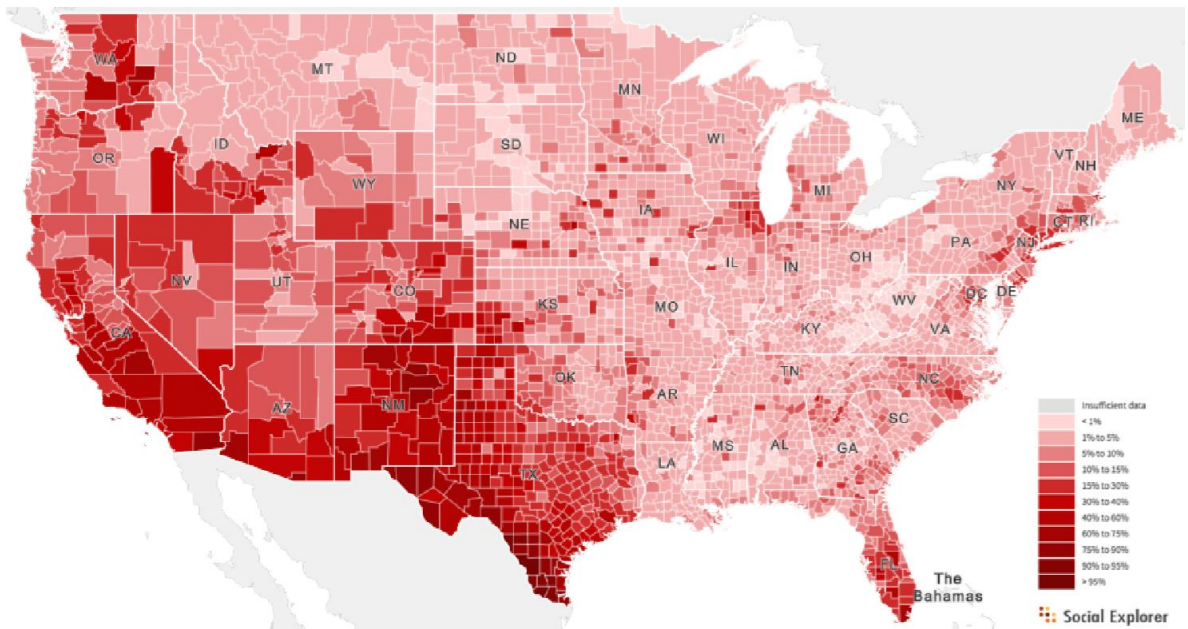 WA
MT
ND
MN
ME
OR
ID
SD
WI
VT
NH
WY
MI
NY
NE
IA
CT
RI
PA
NJ
NV
UT
CO
IL
IN
OH
DC
DE
CA
KS
MO
WV
KY
VA
AZ
NM
OK
AR
TN
NC
SC
MS
AL
GA
TX
LA
FL
The
Bahamas
Insufficient data
< 1%
1% to 5%
5% to 10%
10% to 15%
15% to 30%
30% to 40%
40% to 60%
60% to 75%
75% to 90%
90% to 95%
> 95%
Social Explorer